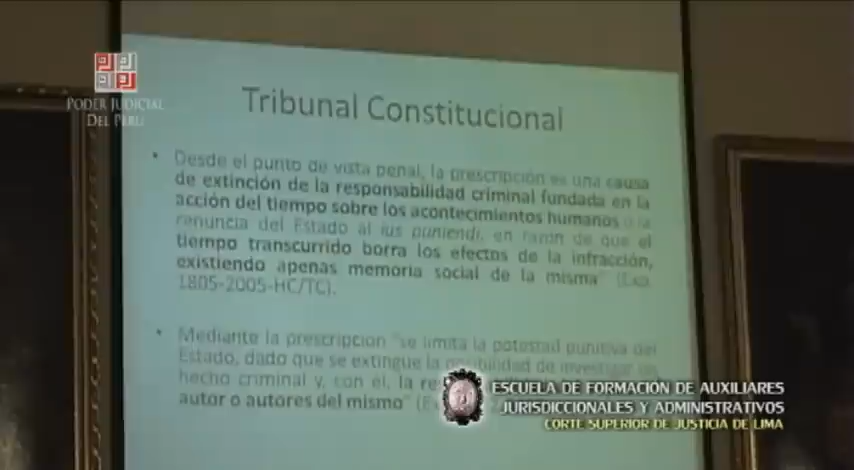 PODER JUDICIAL
DEL PERÚ
Tribunal Constitucional
• Desde el punto de vista penal, la prescripción es una causa
de extinción de la responsabilidad criminal fundada en la
acción del tiempo sobre los acontecimientos humanos o la
renuncia del Estado al ius puniendi, en razón de que el
tiempo transcurrido borra los efectos de la infracción,
existiendo apenas memoria social de la misma" (Exp.
1805-2005-HC/TC).
• Mediante la prescripción "se limita la potestad punitiva del
Estado, dado que se extingue la posibilidad de investigar un
hecho criminal y, con él, la
autor o autores del mismo"
ESCUELA DE FORMACIÓN DE AUXILIARES
JURISDICCIONALES Y ADMINISTRATIVOS
CORTE SUPERIOR DE JUSTICIA DE LIMA